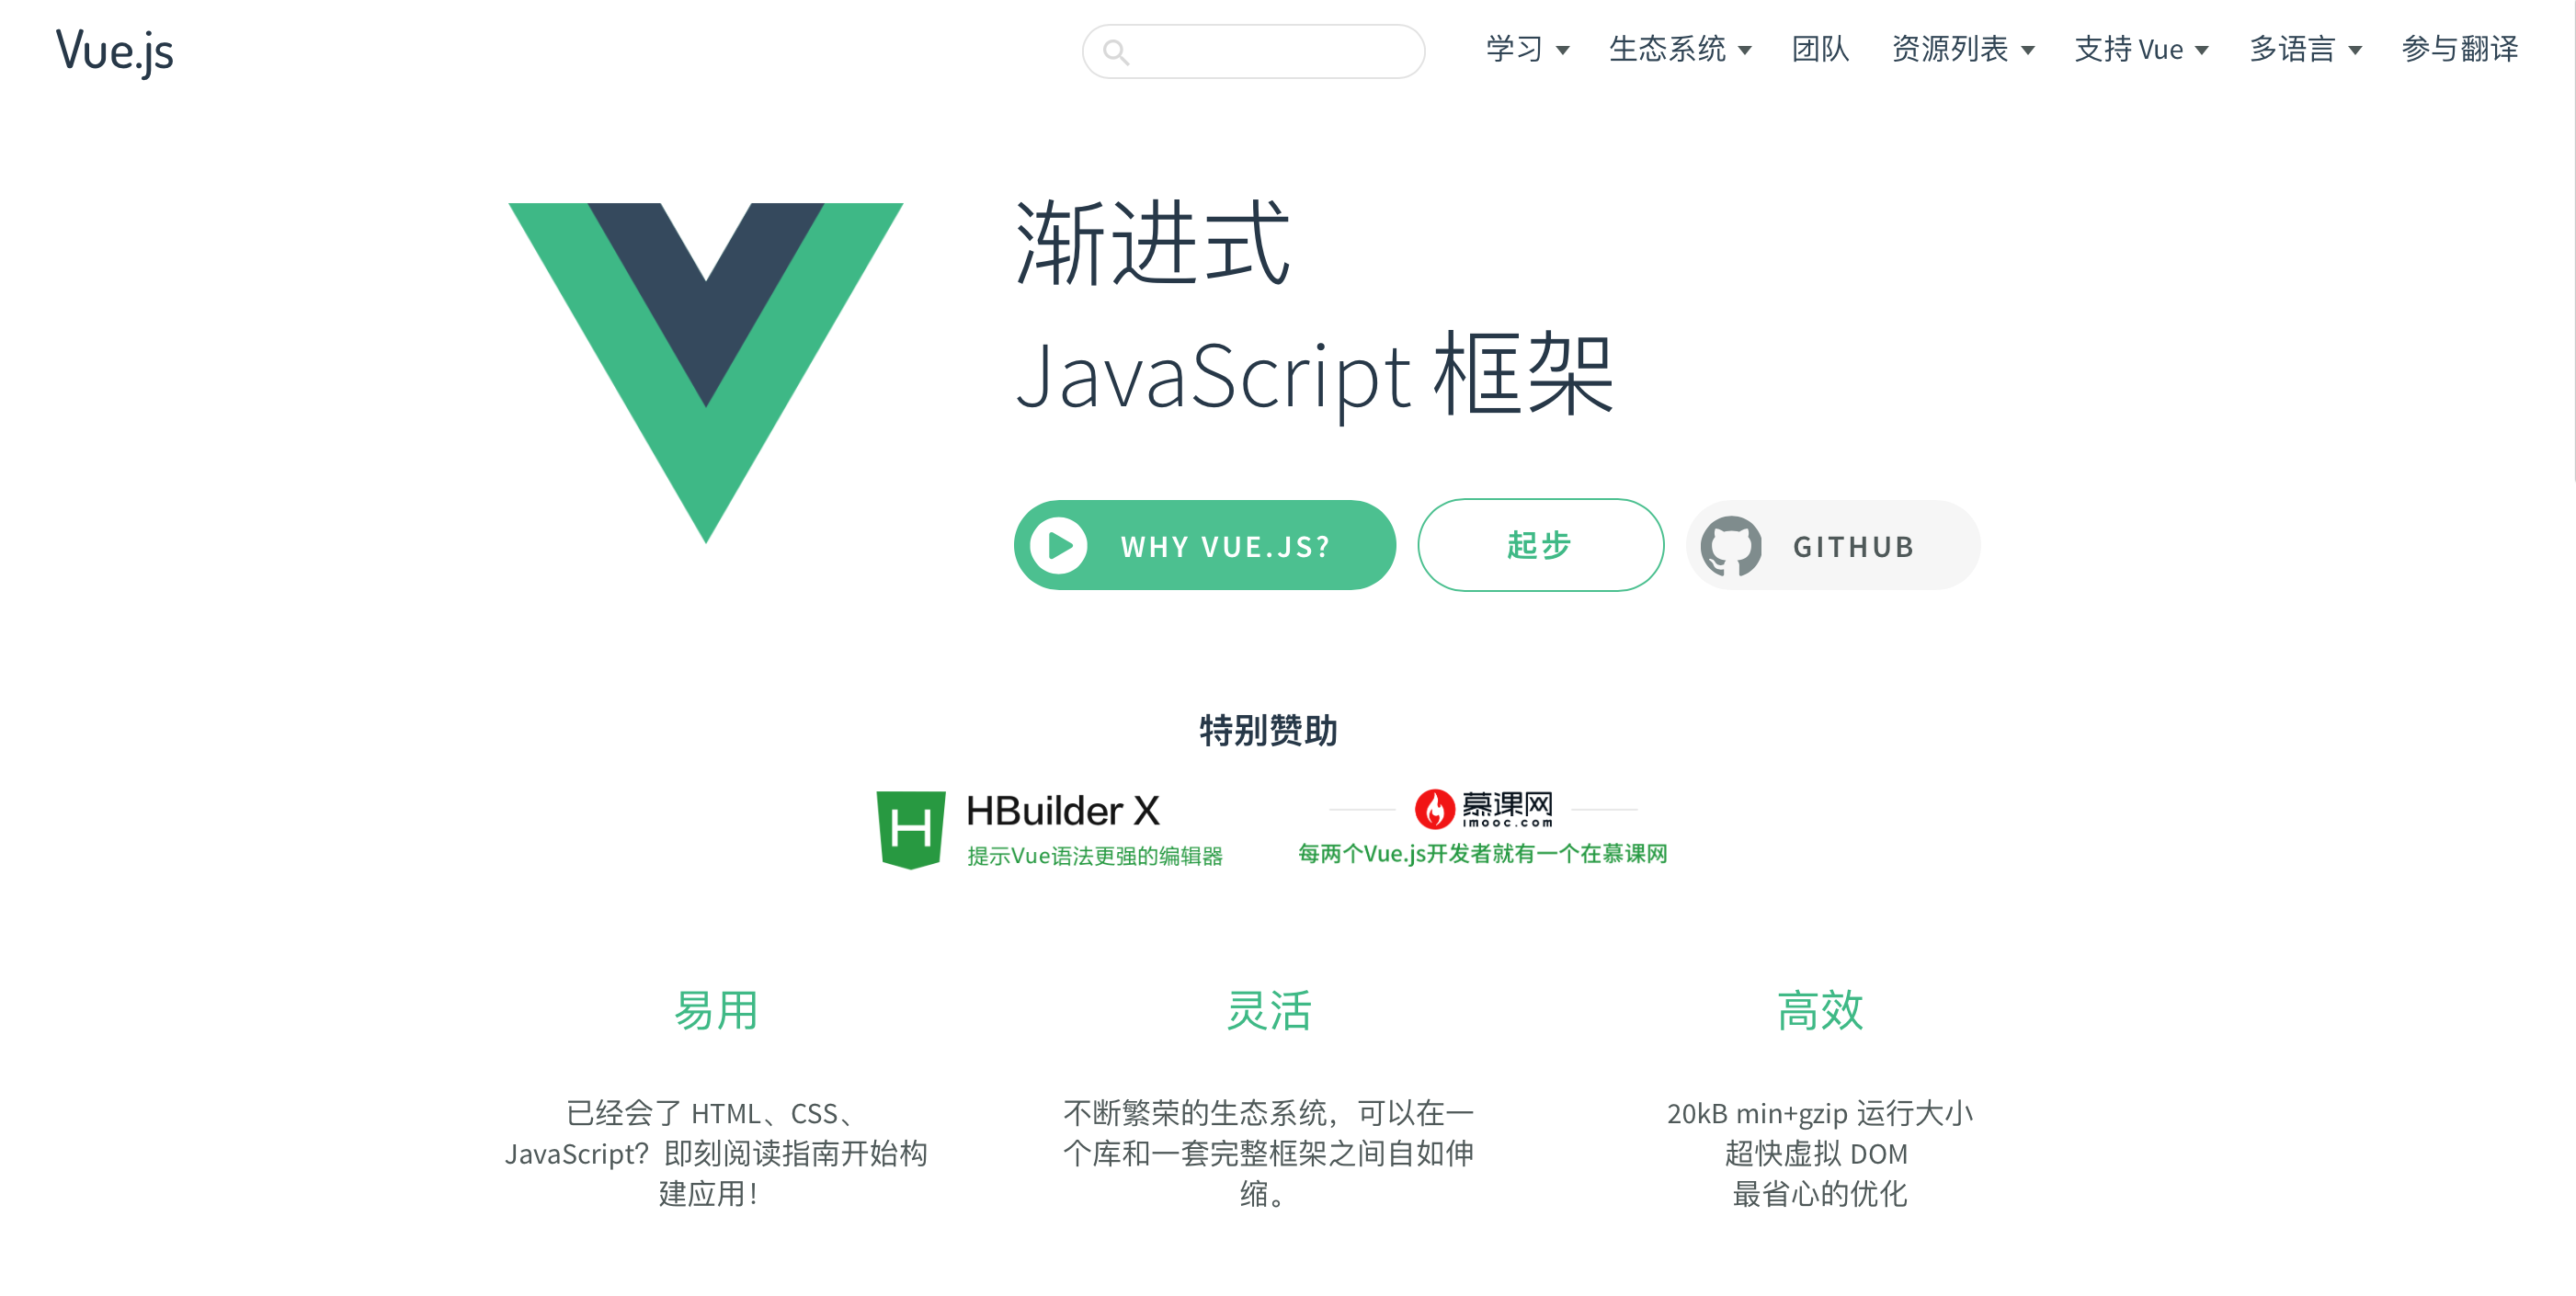 Vue.js
学习 生态系统 团队 资源列表 支持 Vue 多语言 参与翻译
渐进式
JavaScript 框架
WHY VUE.JS? 起步 GITHUB
特别赞助
HBuilder X
提示Vue语法更强的编辑器
慕课网
imooc.com
每两个Vue.js开发者就有一个在慕课网
易用
已经会了 HTML、CSS、
JavaScript？即刻阅读指南开始构
建应用！
灵活
不断繁荣的生态系统，可以在一
个库和一套完整框架之间自如伸
缩。
高效
20kB min+gzip 运行大小
超快虚拟 DOM
最省心的优化